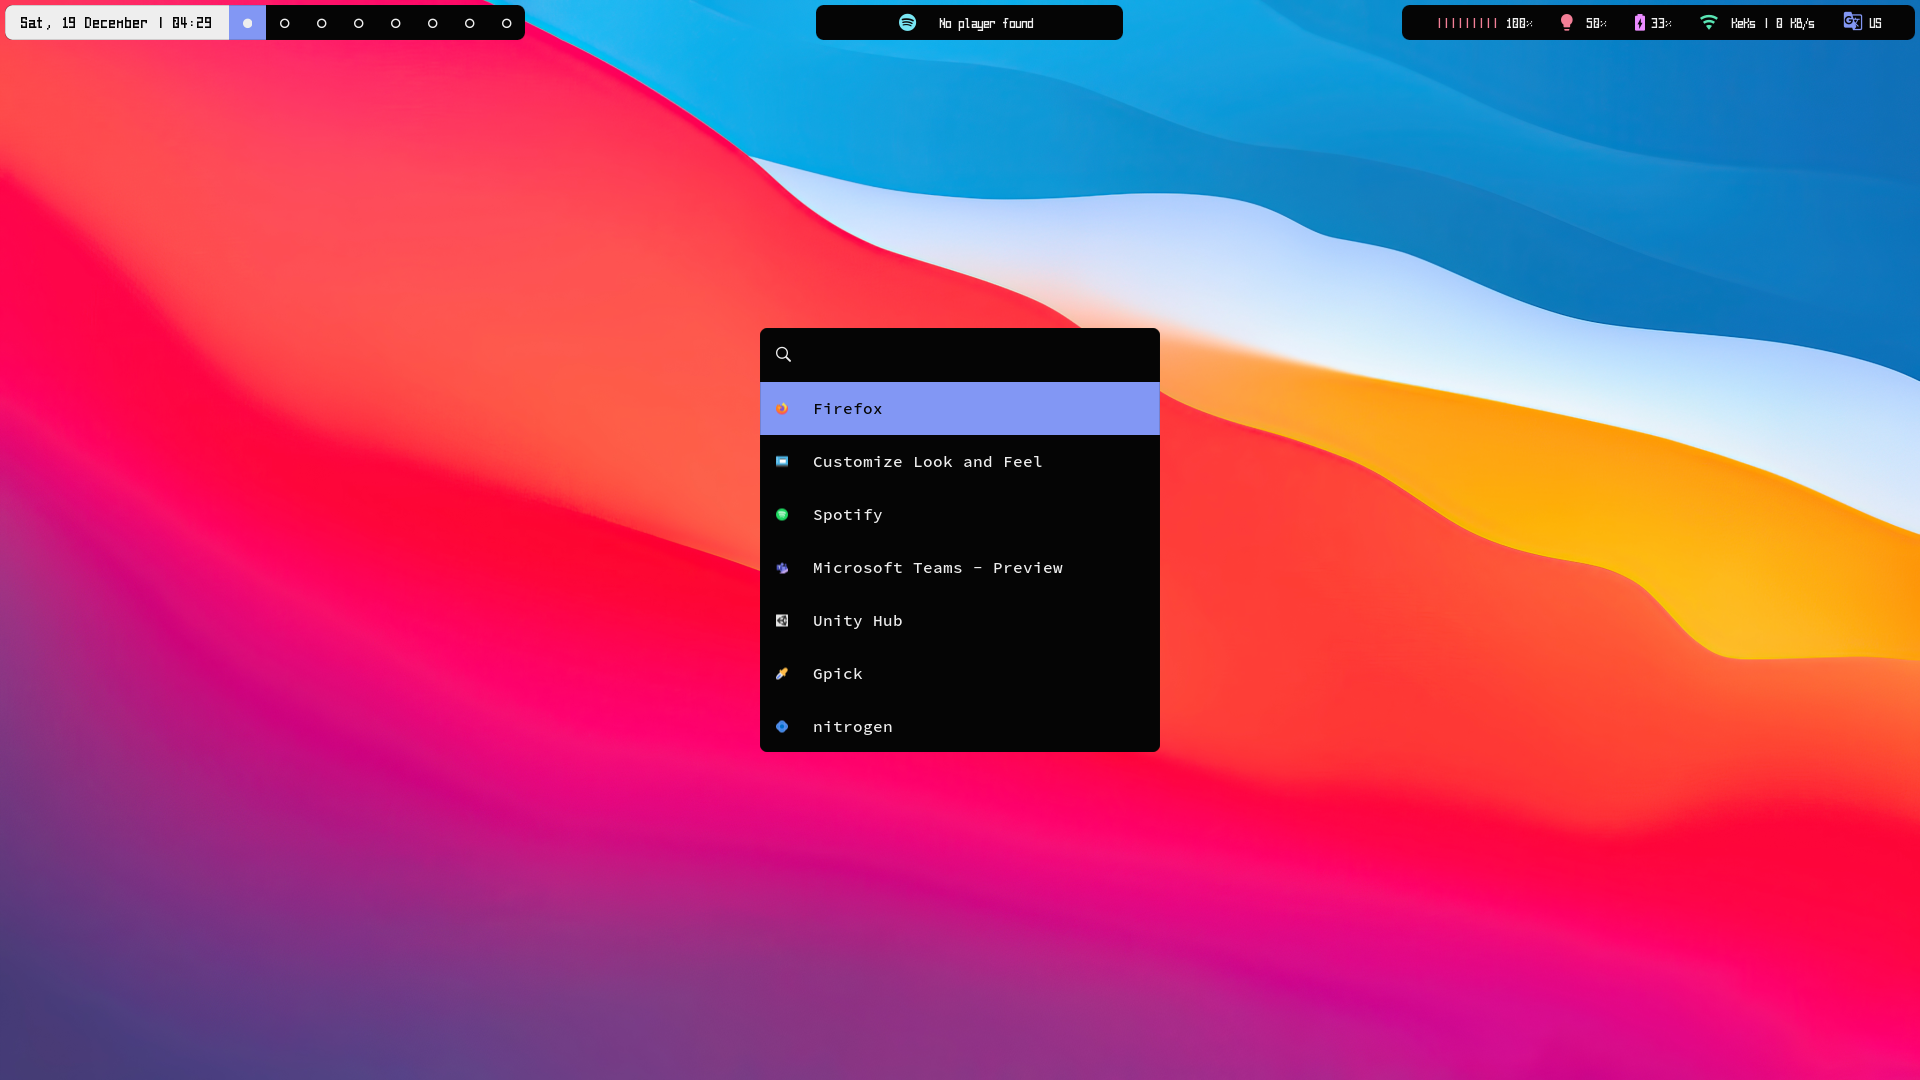 Sat, 19 December | 04:29
No player found
|||||||||| 100% 50% 33% KeKs | 0 KB/s US
Firefox
Customize Look and Feel
Spotify
Microsoft Teams - Preview
Unity Hub
Gpick
nitrogen